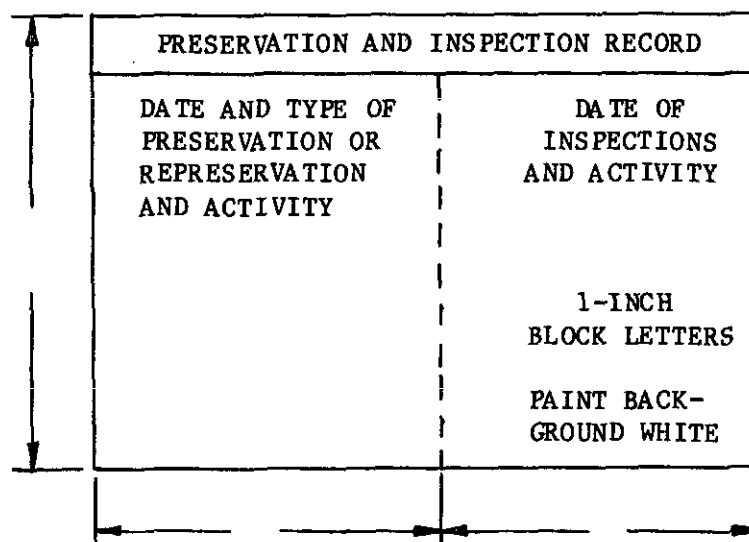 PRESERVATION AND INSPECTION RECORD
DATE AND TYPE OF
PRESERVATION OR
REPRESERVATION
AND ACTIVITY
DATE OF
INSPECTIONS
AND ACTIVITY
1-INCH
BLOCK LETTERS
PAINT BACK-
GROUND WHITE